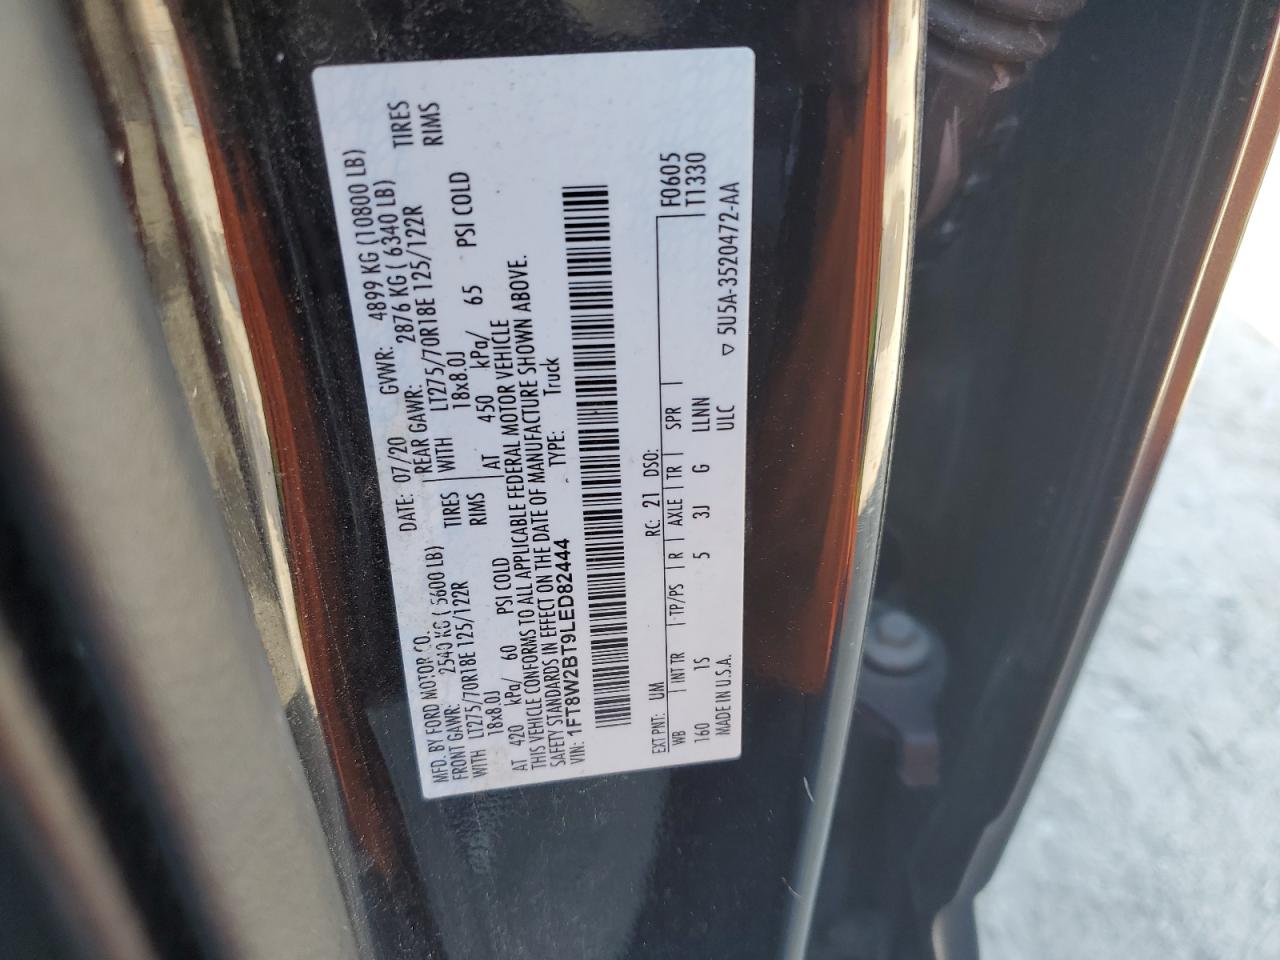 MFD. BY FORD MOTOR CO.
DATE: 07/20 GVWR: 4899 KG (10800 LB)
FRONT GAWR: 2540 KG ( 5600 LB) REAR GAWR: 2876 KG ( 6340 LB)
WITH LT275/70R18E 125/122R TIRES WITH LT275/70R18E 125/122R TIRES
18x8.0J RIMS 18x8.0J RIMS
AT 420 kPa/ 60 PSI COLD AT 450 kPa/ 65 PSI COLD
THIS VEHICLE CONFORMS TO ALL APPLICABLE FEDERAL MOTOR VEHICLE
SAFETY STANDARDS IN EFFECT ON THE DATE OF MANUFACTURE SHOWN ABOVE.
VIN: 1FT8W2BT9LED82444 TYPE: Truck
EXT PNT: UM RC: 21 DSO: F0605
WB INT TR TP/PS R AXLE TR SPR T1330
160 1S 5 3J G LLNN
MADE IN U.S.A. ULC ▽ 5U5A-3520472-AA